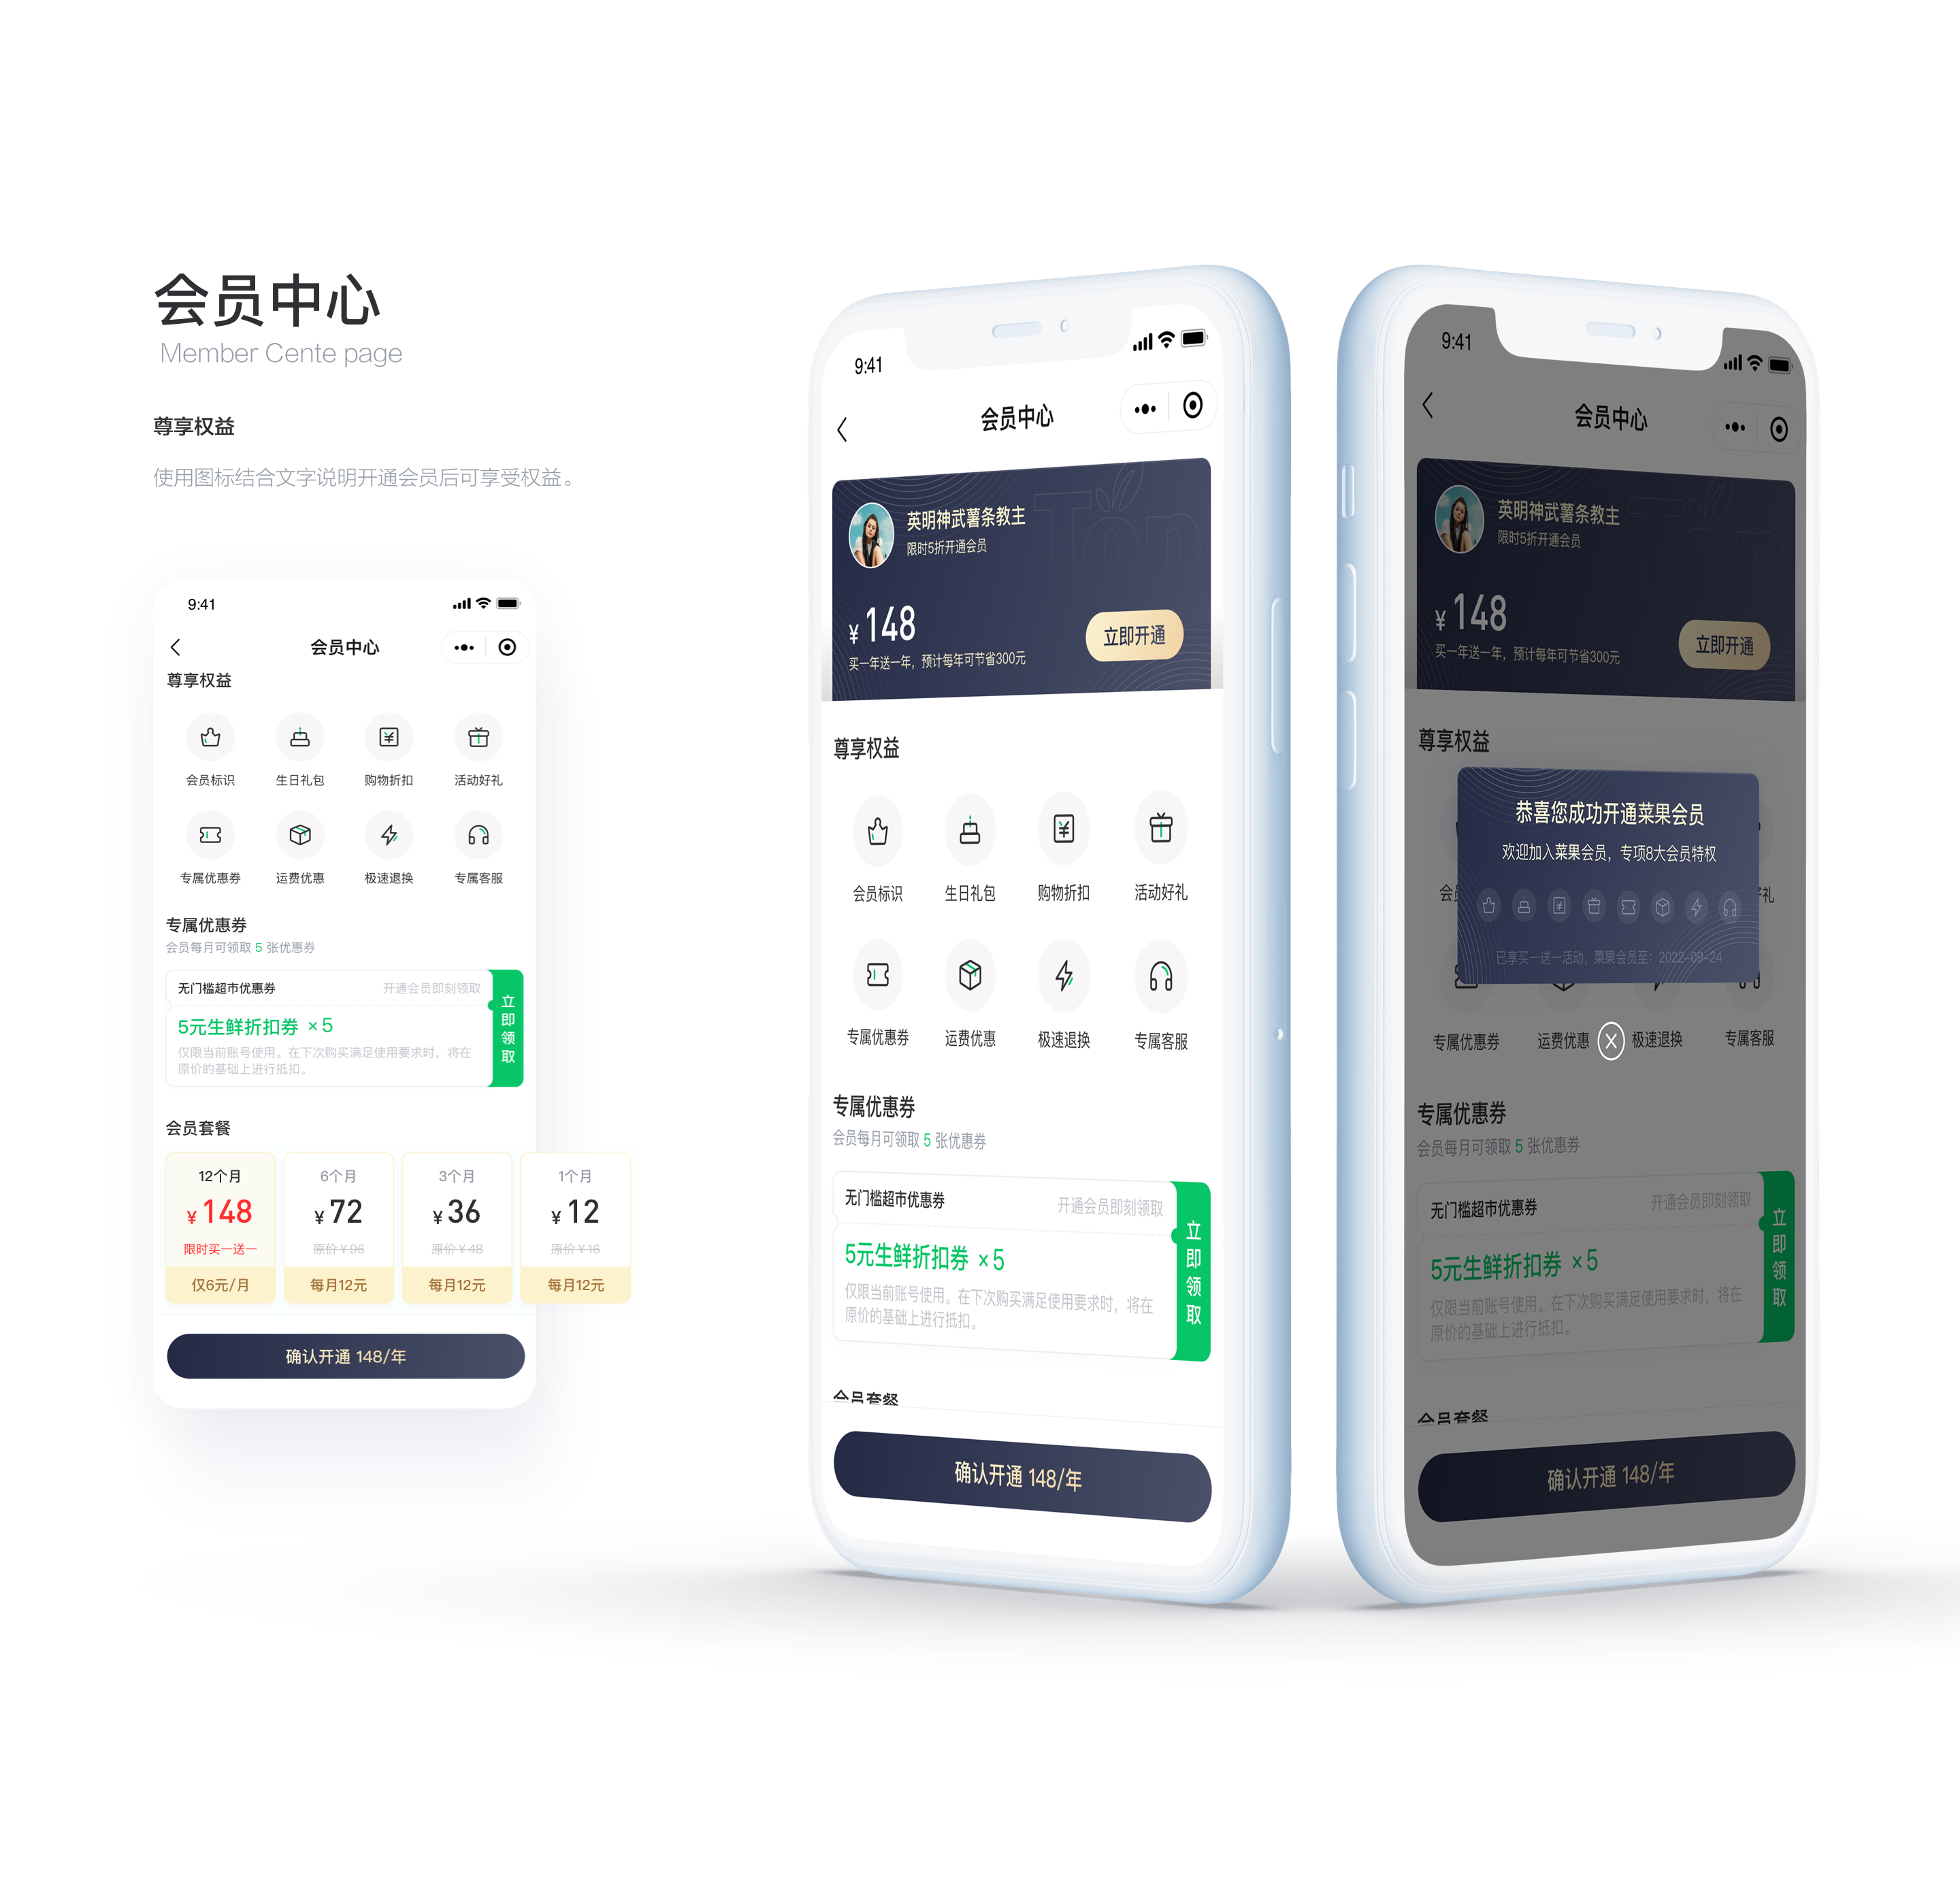 会员中心
Member Cente page
尊享权益
使用图标结合文字说明开通会员后可享受权益。
9:41
会员中心
尊享权益
会员标识 生日礼包 购物折扣 活动好礼
专属优惠券 运费优惠 极速退换 专属客服
专属优惠券
会员每月可领取 5 张优惠券
无门槛超市优惠券 开通会员即刻领取
5元生鲜折扣券 ×5
仅限当前账号使用。在下次购买满足使用要求时，将在
原价的基础上进行抵扣。
立即领取
会员套餐
12个月 6个月 3个月 1个月
¥148 ¥72 ¥36 ¥12
限时买一送一 原价¥96 原价¥48 原价¥16
仅6元/月 每月12元 每月12元 每月12元
确认开通 148/年
9:41
会员中心
英明神武薯条教主
限时5折开通会员
Top
¥148
买一年送一年，预计每年可节省300元
立即开通
尊享权益
会员标识 生日礼包 购物折扣 活动好礼
专属优惠券 运费优惠 极速退换 专属客服
专属优惠券
会员每月可领取 5 张优惠券
无门槛超市优惠券 开通会员即刻领取
5元生鲜折扣券 ×5
仅限当前账号使用。在下次购买满足使用要求时，将在
原价的基础上进行抵扣。
立即领取
会员套餐
确认开通 148/年
9:41
会员中心
英明神武薯条教主
限时5折开通会员
Top
¥148
买一年送一年，预计每年可节省300元
立即开通
尊享权益
恭喜您成功开通菜果会员
欢迎加入菜果会员，专项8大会员特权
已享买一送一活动，菜果会员至：2022-09-24
会 礼
专属优惠券 运费优惠 极速退换 专属客服
专属优惠券
会员每月可领取 5 张优惠券
无门槛超市优惠券 开通会员即刻领取
5元生鲜折扣券 ×5
仅限当前账号使用。在下次购买满足使用要求时，将在
原价的基础上进行抵扣。
立即领取
会员套餐
确认开通 148/年